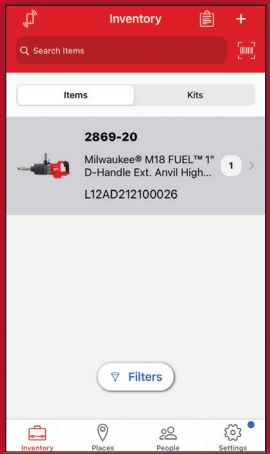 Inventory
Search Items
Items Kits
2869-20
Milwaukee® M18 FUEL™ 1"
D-Handle Ext. Anvil High...
1
L12AD212100026
Filters
Inventory Places People Settings